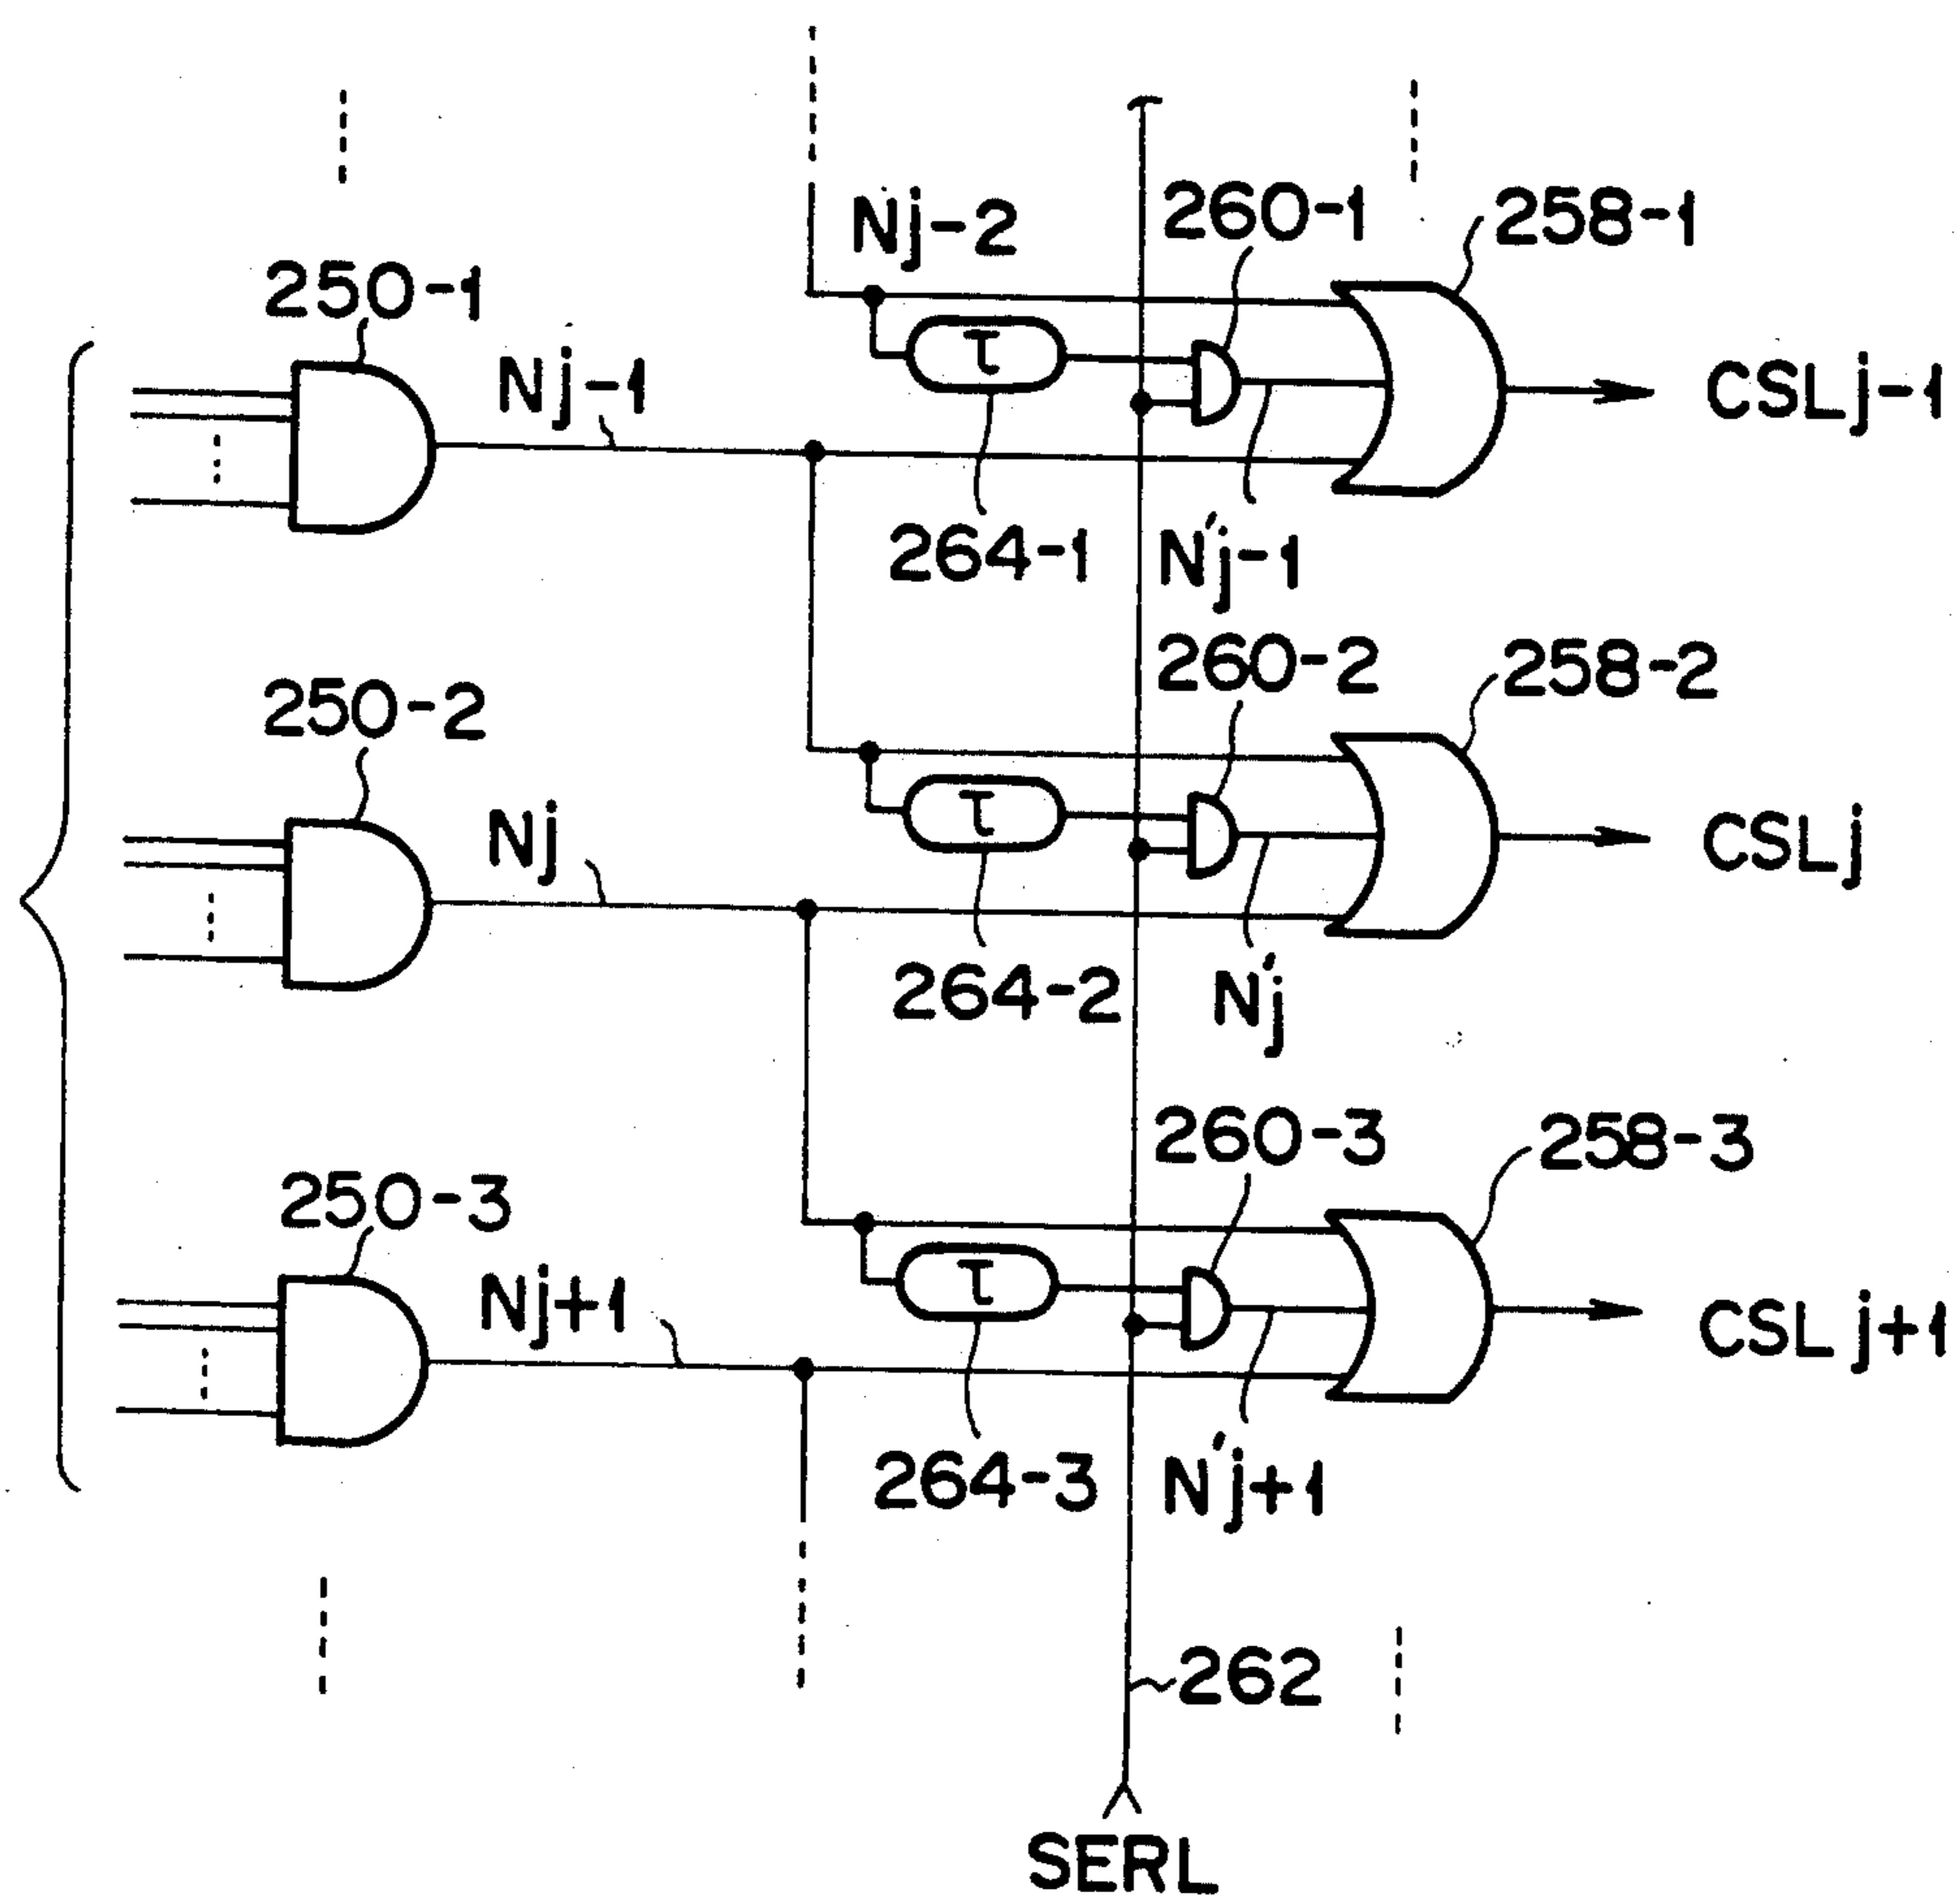 Nj-2
260-1
258-1
250-1
Nj-1
τ
CSLj-1
264-1
N'j-1
260-2
258-2
250-2
Nj
τ
CSLj
264-2
N'j
260-3
258-3
250-3
Nj+1
τ
CSLj+1
264-3
N'j+1
262
SERL